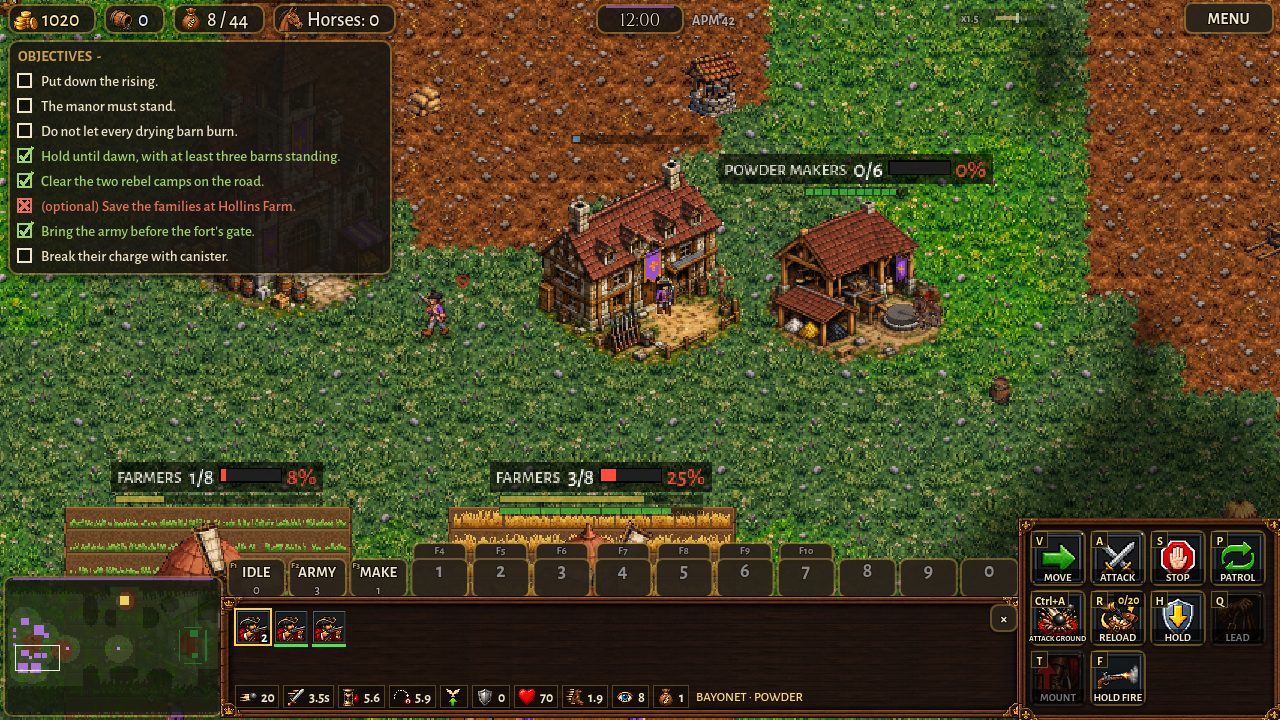 1020
0
8 / 44
Horses: 0
12:00
APM 42
x1.5
MENU
OBJECTIVES -
Put down the rising.
The manor must stand.
Do not let every drying barn burn.
Hold until dawn, with at least three barns standing.
Clear the two rebel camps on the road.
(optional) Save the families at Hollins Farm.
Bring the army before the fort's gate.
Break their charge with canister.
POWDER MAKERS 0/6 0%
FARMERS 1/8 8%
FARMERS 3/8 25%
F1 IDLE 0
F2 ARMY 3
MAKE 1
F4 1
F5 2
F6 3
F7 4
F8 5
F9 6
F10 7
8
9
0
2
×
20
3.5s
5.6
5.9
0
70
1.9
8
1
BAYONET · POWDER
V MOVE
A ATTACK
S STOP
P PATROL
Ctrl+A ATTACK GROUND
R 0/20 RELOAD
H HOLD
Q LEAD
T MOUNT
F HOLD FIRE